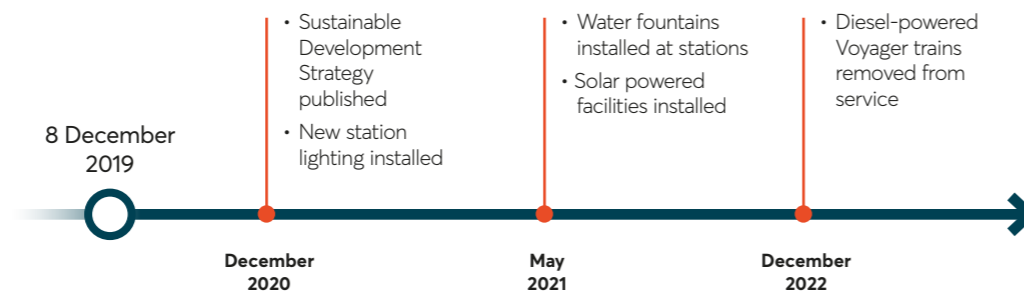 8 December
2019
• Sustainable
Development
Strategy
published
• New station
lighting installed
December
2020
• Water fountains
installed at stations
• Solar powered
facilities installed
May
2021
• Diesel-powered
Voyager trains
removed from
service
December
2022